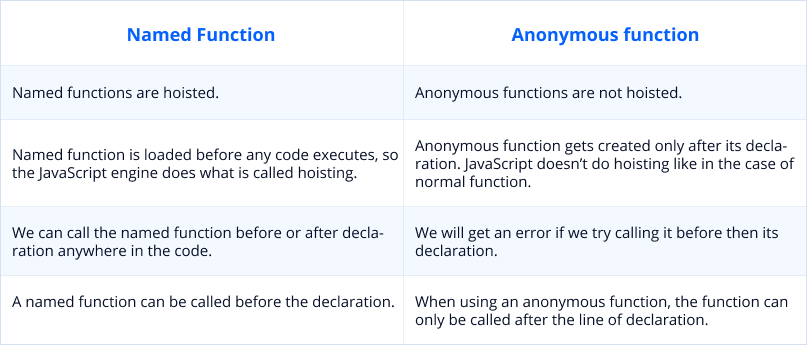 Named Function
Anonymous function
Named functions are hoisted.
Anonymous functions are not hoisted.
Named function is loaded before any code executes, so
the JavaScript engine does what is called hoisting.
Anonymous function gets created only after its decla-
ration. JavaScript doesn’t do hoisting like in the case of
normal function.
We can call the named function before or after decla-
ration anywhere in the code.
We will get an error if we try calling it before then its
declaration.
A named function can be called before the declaration.
When using an anonymous function, the function can
only be called after the line of declaration.